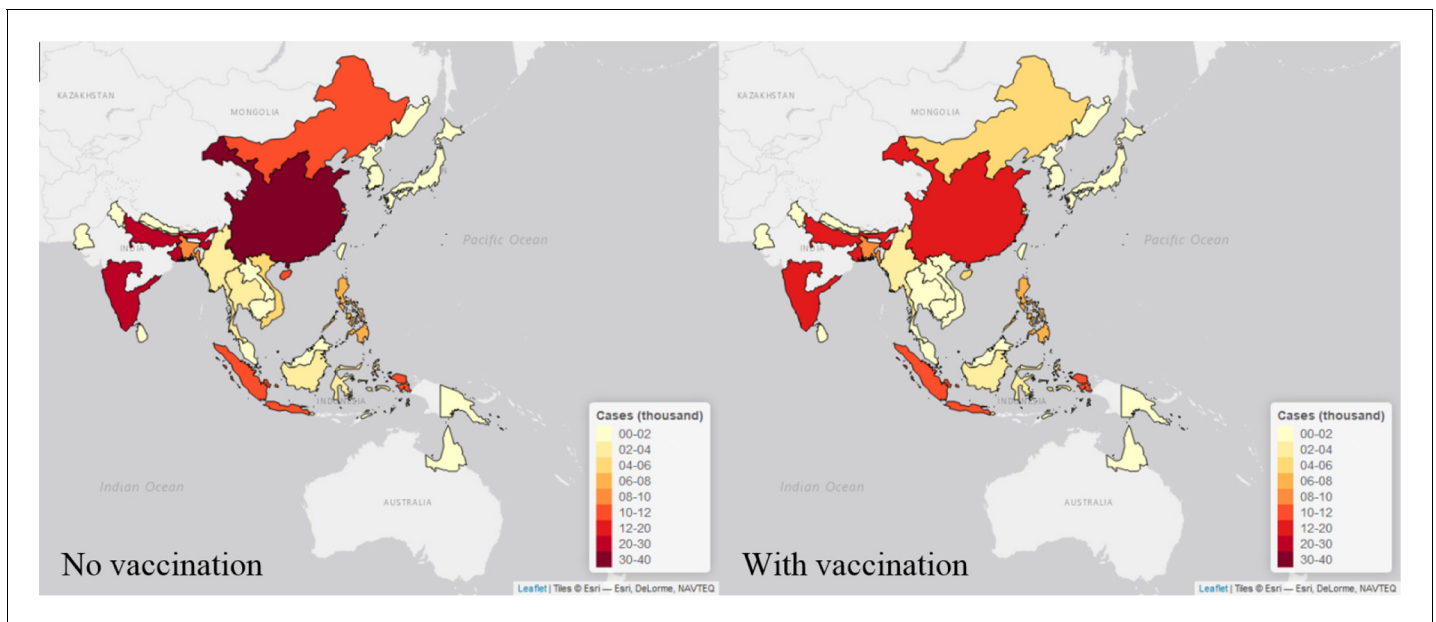 KAZAKHSTAN
MONGOLIA
Pacific Ocean
INDONESIA
Indian Ocean
AUSTRALIA
Cases (thousand)
00-02
02-04
04-06
06-08
08-10
10-12
12-20
20-30
30-40
No vaccination
Leaflet | Tiles © Esri — Esri, DeLorme, NAVTEQ
KAZAKHSTAN
MONGOLIA
Pacific Ocean
INDONESIA
Indian Ocean
AUSTRALIA
Cases (thousand)
00-02
02-04
04-06
06-08
08-10
10-12
12-20
20-30
30-40
With vaccination
Leaflet | Tiles © Esri — Esri, DeLorme, NAVTEQ